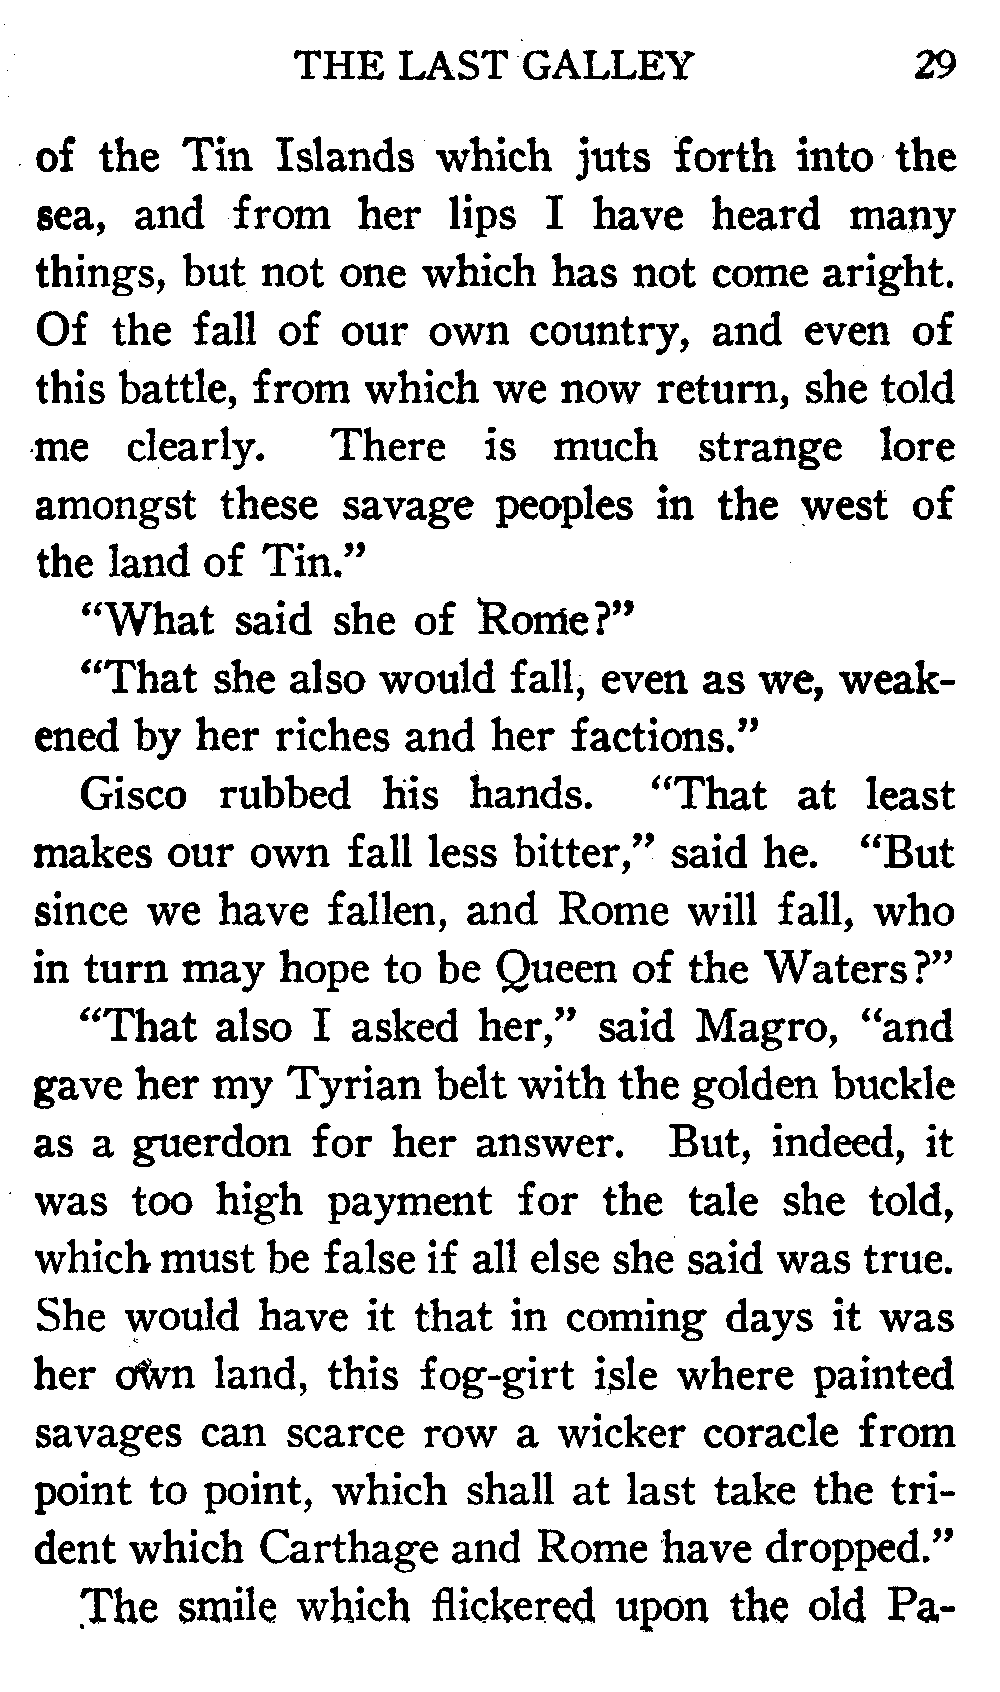 THE LAST GALLEY 29
of the Tin Islands which juts forth into the
sea, and from her lips I have heard many
things, but not one which has not come aright.
Of the fall of our own country, and even of
this battle, from which we now return, she told
me clearly. There is much strange lore
amongst these savage peoples in the west of
the land of Tin."
"What said she of Rome?"
"That she also would fall, even as we, weak-
ened by her riches and her factions."
Gisco rubbed his hands. "That at least
makes our own fall less bitter," said he. "But
since we have fallen, and Rome will fall, who
in turn may hope to be Queen of the Waters?"
"That also I asked her," said Magro, "and
gave her my Tyrian belt with the golden buckle
as a guerdon for her answer. But, indeed, it
was too high payment for the tale she told,
which must be false if all else she said was true.
She would have it that in coming days it was
her own land, this fog-girt isle where painted
savages can scarce row a wicker coracle from
point to point, which shall at last take the tri-
dent which Carthage and Rome have dropped."
The smile which flickered upon the old Pa-